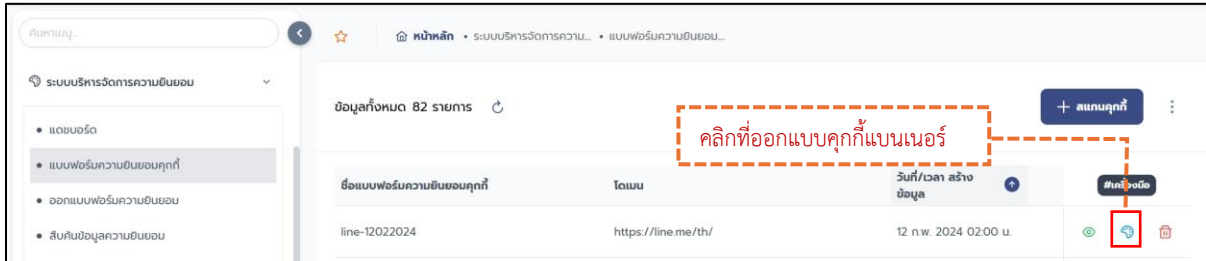 ค้นหาเมนู...
หน้าหลัก • ระบบบริหารจัดการความ... • แบบฟอร์มความยินยอม...
ระบบบริหารจัดการความยินยอม
ข้อมูลทั้งหมด 82 รายการ
+ สแกนคุกกี้
• แดชบอร์ด
คลิกที่ออกแบบคุกกี้แบนเนอร์
• แบบฟอร์มความยินยอมคุกกี้
ชื่อแบบฟอร์มความยินยอมคุกกี้
โดเมน
วันที่/เวลา สร้าง
ข้อมูล
#เครื่องมือ
• ออกแบบฟอร์มความยินยอม
• สืบค้นข้อมูลความยินยอม
line-12022024
https://line.me/th/
12 ก.พ. 2024 02:00 น.